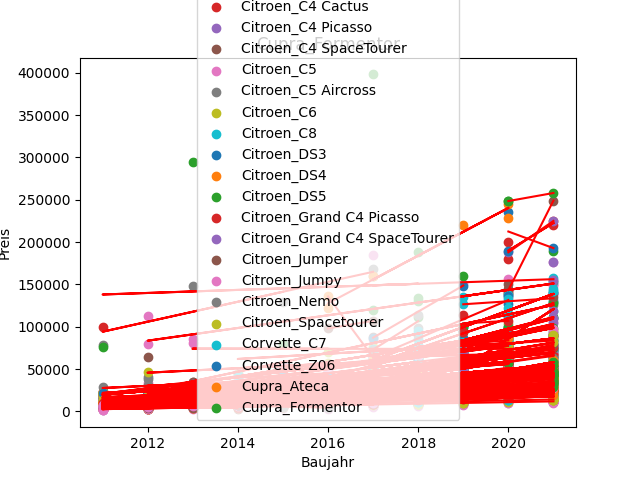 Citroen_C4 Cactus
Citroen_C4 Picasso
Cupra_Formentor
Citroen_C4 SpaceTourer
Citroen_C5
Citroen_C5 Aircross
Citroen_C6
Citroen_C8
Citroen_DS3
Citroen_DS4
Citroen_DS5
Citroen_Grand C4 Picasso
Citroen_Grand C4 SpaceTourer
Citroen_Jumper
Citroen_Jumpy
Citroen_Nemo
Citroen_Spacetourer
Corvette_C7
Corvette_Z06
Cupra_Ateca
Cupra_Formentor
400000
350000
300000
250000
200000
150000
100000
50000
0
Preis
2012
2014
2016
2018
2020
Baujahr